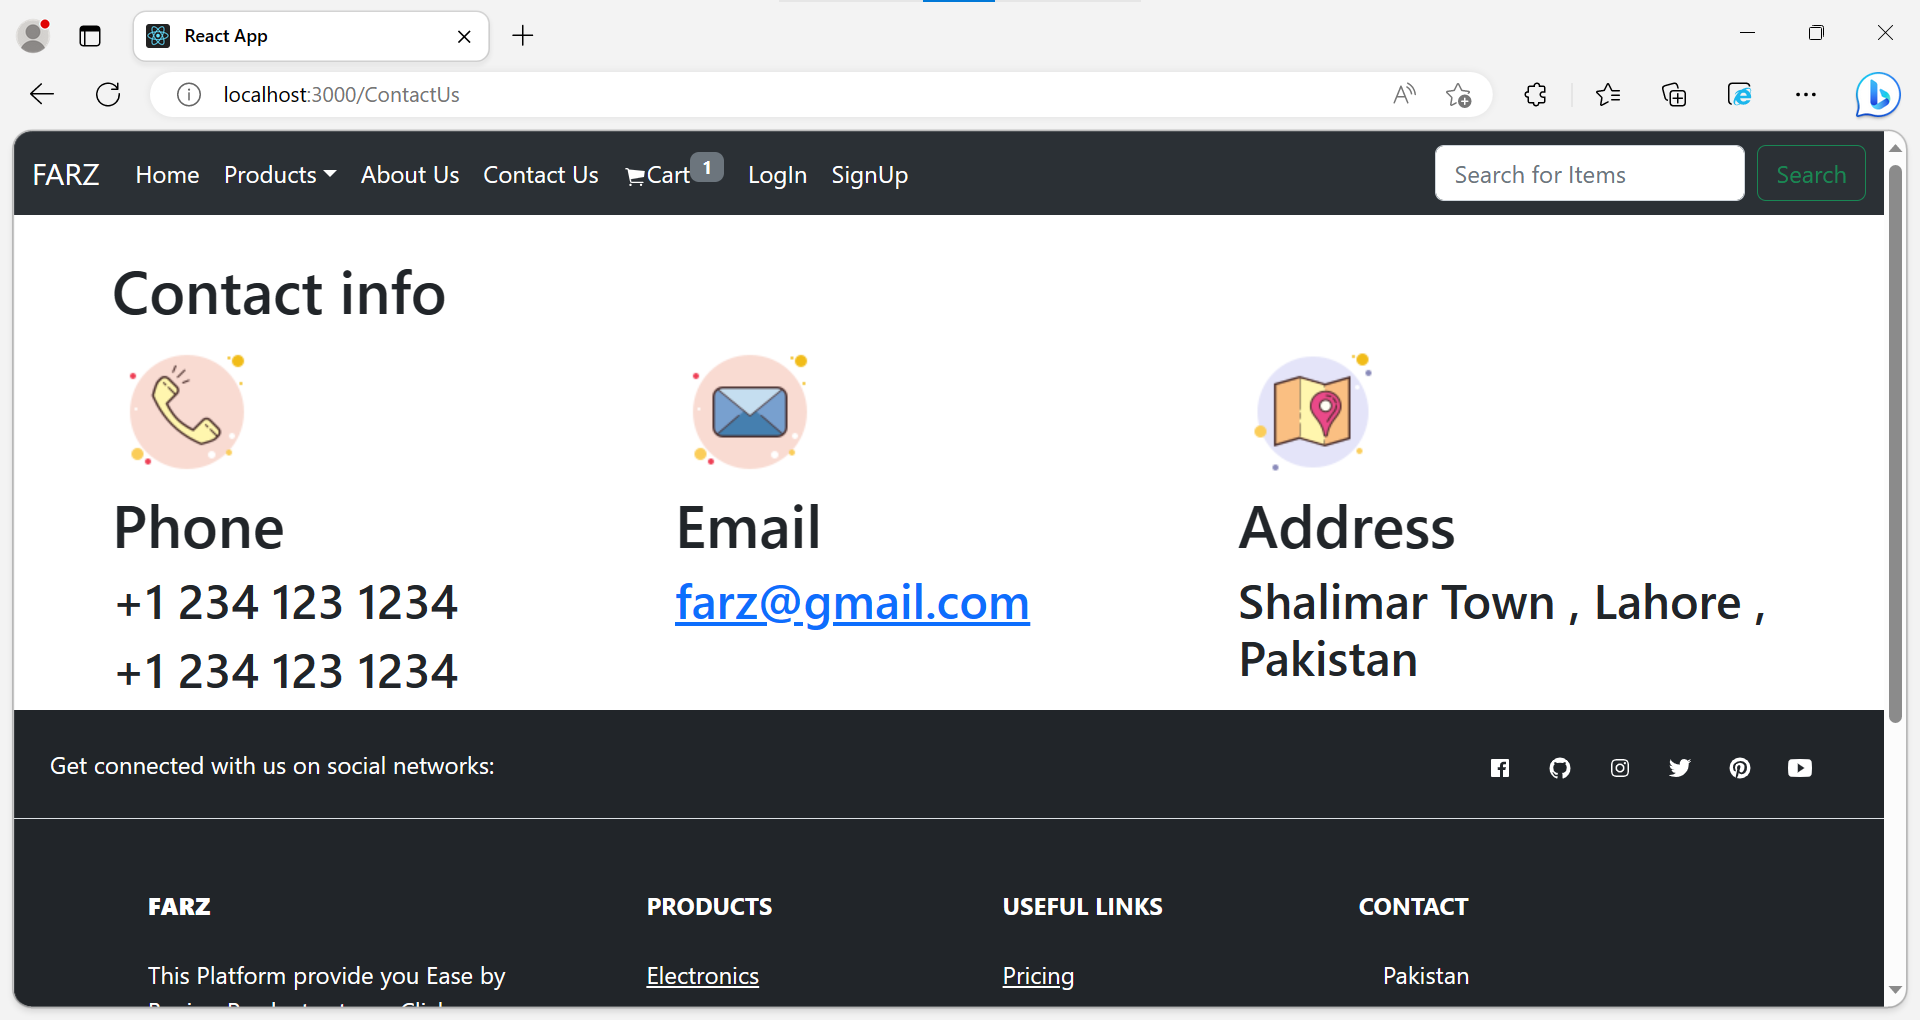 React App
localhost:3000/ContactUs
FARZ Home Products About Us Contact Us Cart 1 LogIn SignUp Search for Items Search
Contact info
Phone Email Address
+1 234 123 1234 farz@gmail.com Shalimar Town , Lahore ,
Pakistan
+1 234 123 1234
Get connected with us on social networks:
FARZ PRODUCTS USEFUL LINKS CONTACT
This Platform provide you Ease by Electronics Pricing Pakistan